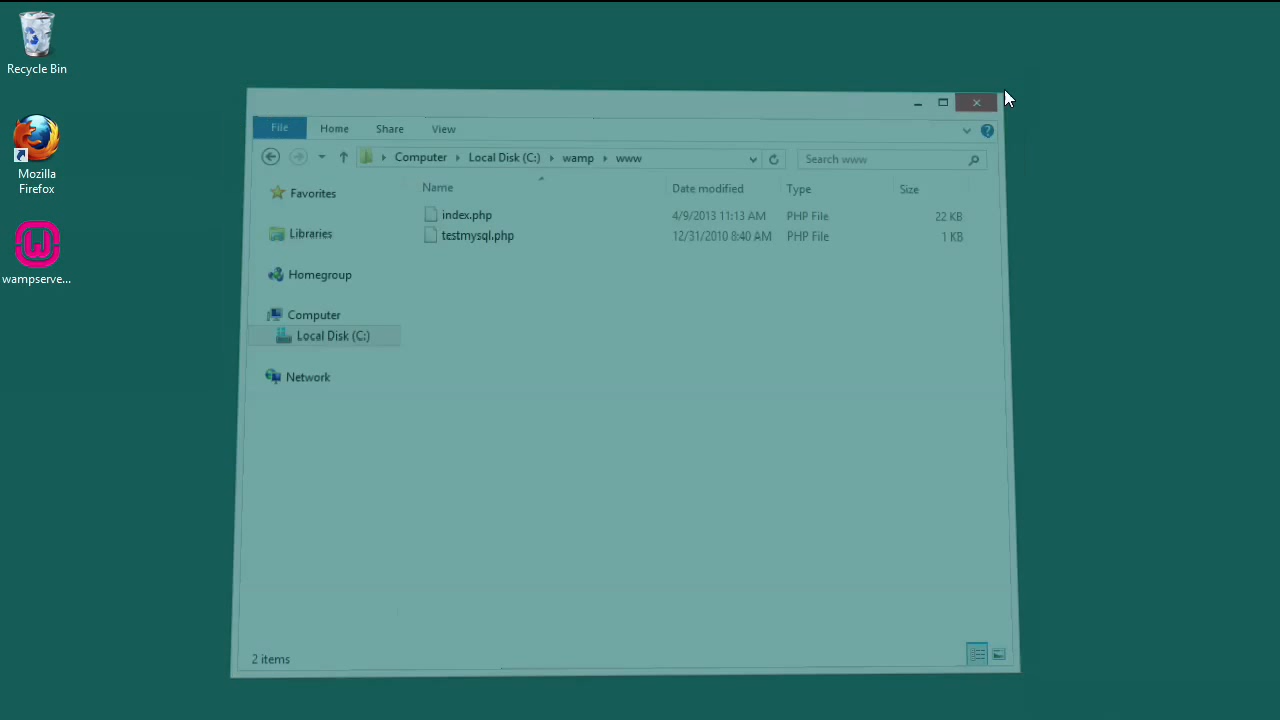 Recycle Bin
Mozilla
Firefox
wampserve...
File
Home
Share
View
Computer
Local Disk (C:)
wamp
www
Search www
Favorites
Libraries
Homegroup
Computer
Local Disk (C:)
Network
Name
Date modified
Type
Size
index.php
4/9/2013 11:13 AM
PHP File
22 KB
testmysql.php
12/31/2010 8:40 AM
PHP File
1 KB
2 items